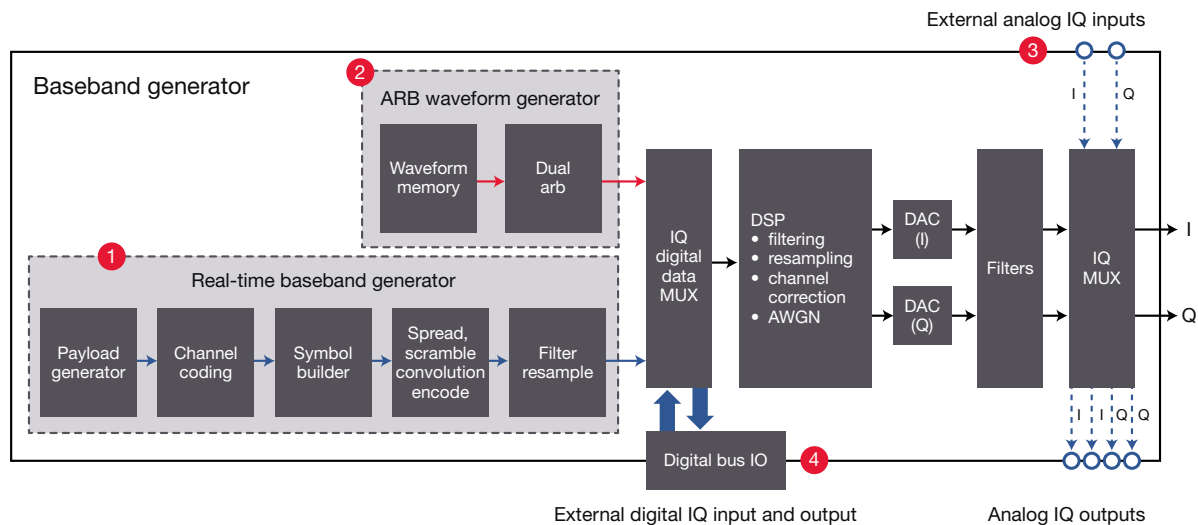 External analog IQ inputs
3
Baseband generator
2
ARB waveform generator
I
Q
Waveform
memory
Dual
arb
IQ
digital
data
MUX
DSP
• filtering
• resampling
• channel
correction
• AWGN
DAC
(I)
DAC
(Q)
Filters
IQ
MUX
I
Q
1
Real-time baseband generator
Payload
generator
Channel
coding
Symbol
builder
Spread,
scramble
convolution
encode
Filter
resample
I
I
Q
Q
Digital bus IO
4
External digital IQ input and output
Analog IQ outputs